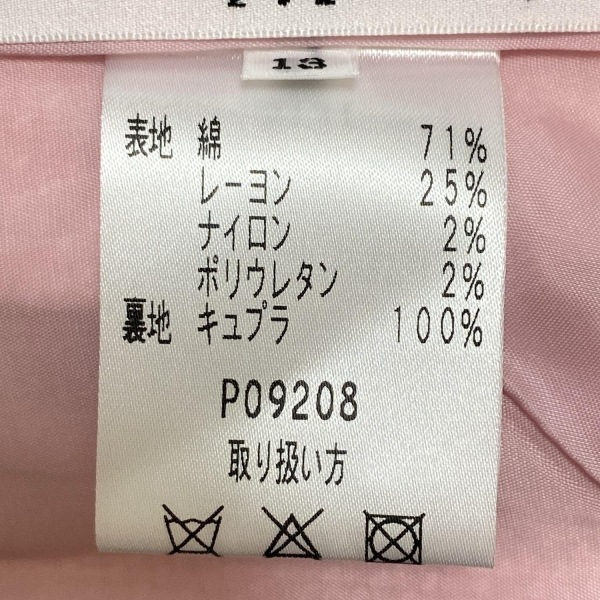 13
表地 綿 71%
レーヨン 25%
ナイロン 2%
ポリウレタン 2%
裏地 キュプラ 100%
P09208
取り扱い方